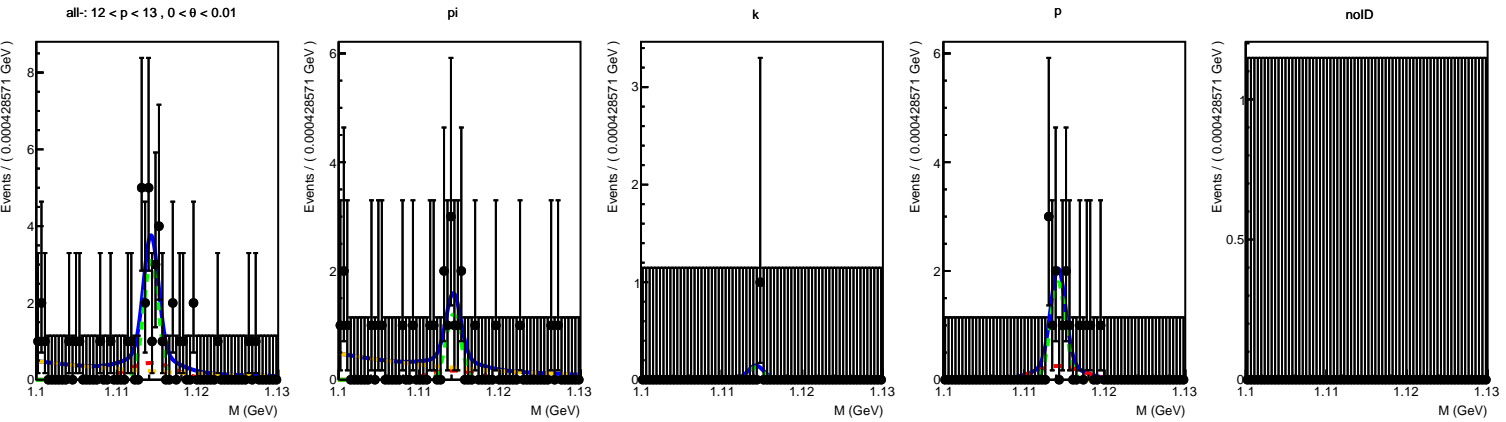 all-: 12 < p < 13 , 0 < θ < 0.01
Events / ( 0.000428571 GeV )
8
6
4
2
0
1.1
1.11
1.12
1.13
M (GeV)
pi
Events / ( 0.000428571 GeV )
6
4
2
0
1.1
1.11
1.12
1.13
M (GeV)
k
Events / ( 0.000428571 GeV )
3
2
1
0
1.1
1.11
1.12
1.13
M (GeV)
p
Events / ( 0.000428571 GeV )
6
4
2
0
1.1
1.11
1.12
1.13
M (GeV)
noID
Events / ( 0.000428571 GeV )
1
0.5
0
1.1
1.11
1.12
1.13
M (GeV)